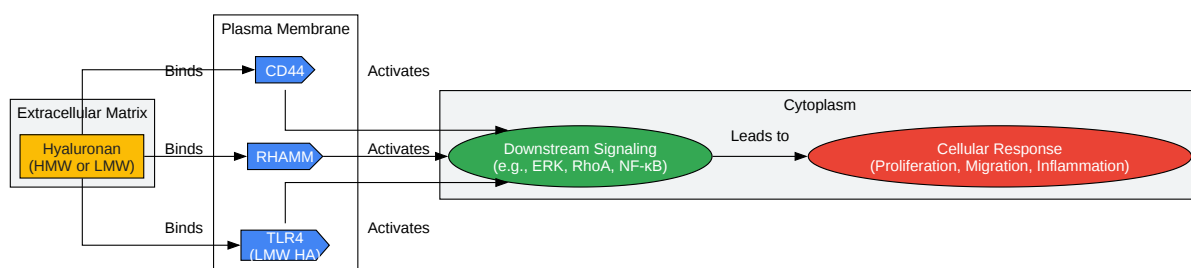 Plasma Membrane
Binds
CD44
Activates
Extracellular Matrix
Cytoplasm
Hyaluronan
(HMW or LMW)
Binds
RHAMM
Activates
Downstream Signaling
(e.g., ERK, RhoA, NF-κB)
Leads to
Cellular Response
(Proliferation, Migration, Inflammation)
Binds
TLR4
(LMW HA)
Activates